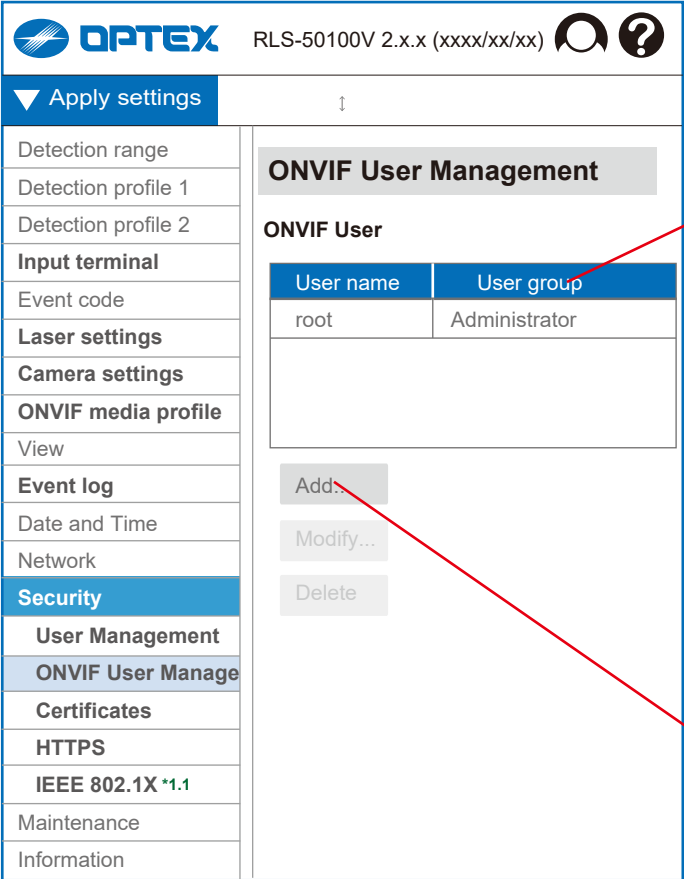 OPTEX
RLS-50100V 2.x.x (xxxx/xx/xx)
Apply settings
Detection range
Detection profile 1
Detection profile 2
Input terminal
Event code
Laser settings
Camera settings
ONVIF media profile
View
Event log
Date and Time
Network
Security
User Management
ONVIF User Manage
Certificates
HTTPS
IEEE 802.1X *1.1
Maintenance
Information
ONVIF User Management
ONVIF User
User name User group
root Administrator
Add..
Modify...
Delete